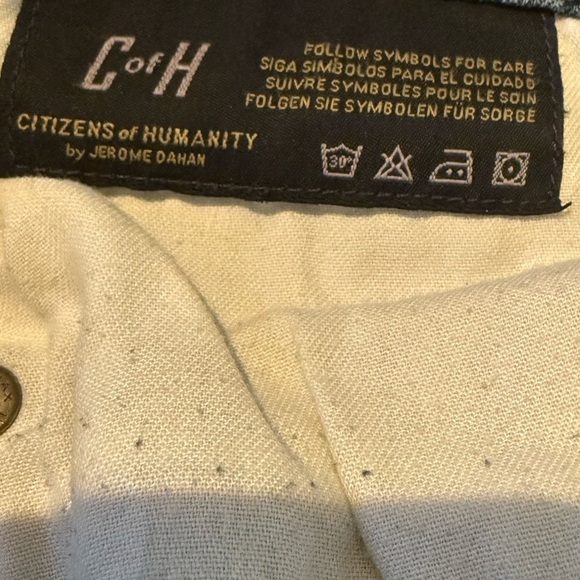 CofH
CITIZENS of HUMANITY
by JEROME DAHAN
FOLLOW SYMBOLS FOR CARE
SIGA SIMBOLOS PARA EL CUIDADO
SUIVRE SYMBOLES POUR LE SOIN
FOLGEN SIE SYMBOLEN FÜR SORGE
30°